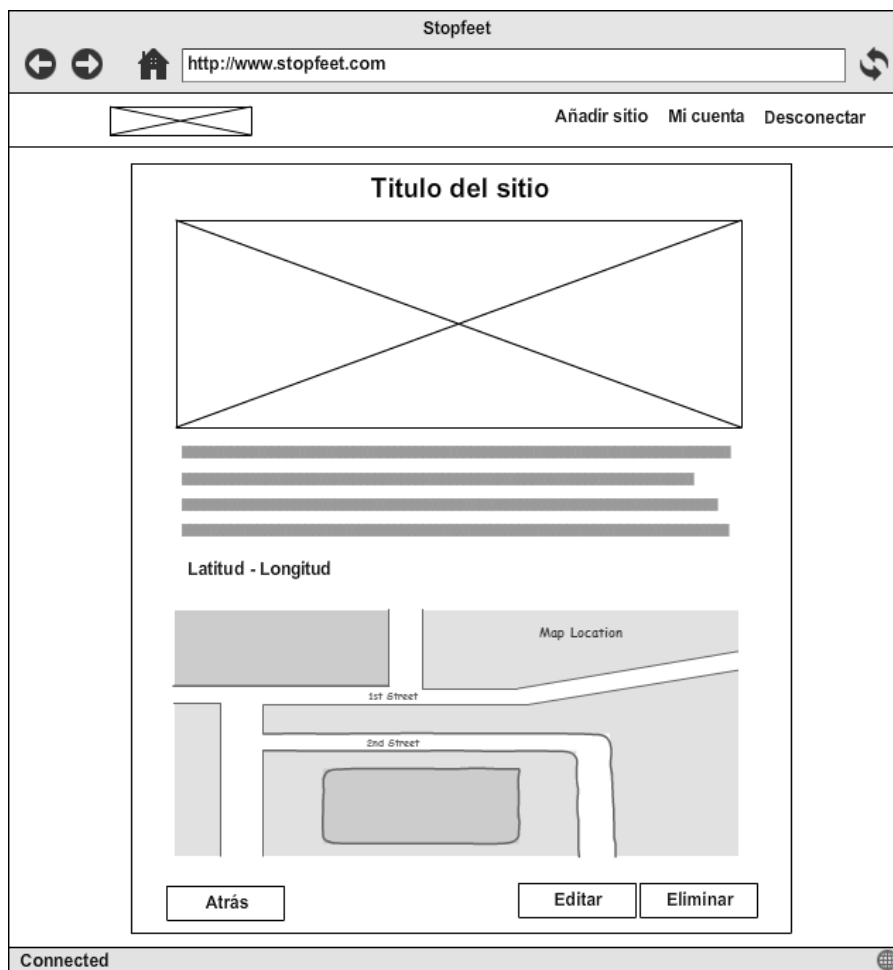 Stopfeet
http://www.stopfeet.com
Añadir sitio Mi cuenta Desconectar
Titulo del sitio
Latitud - Longitud
Map Location
1st Street
2nd Street
Atrás Editar Eliminar
Connected